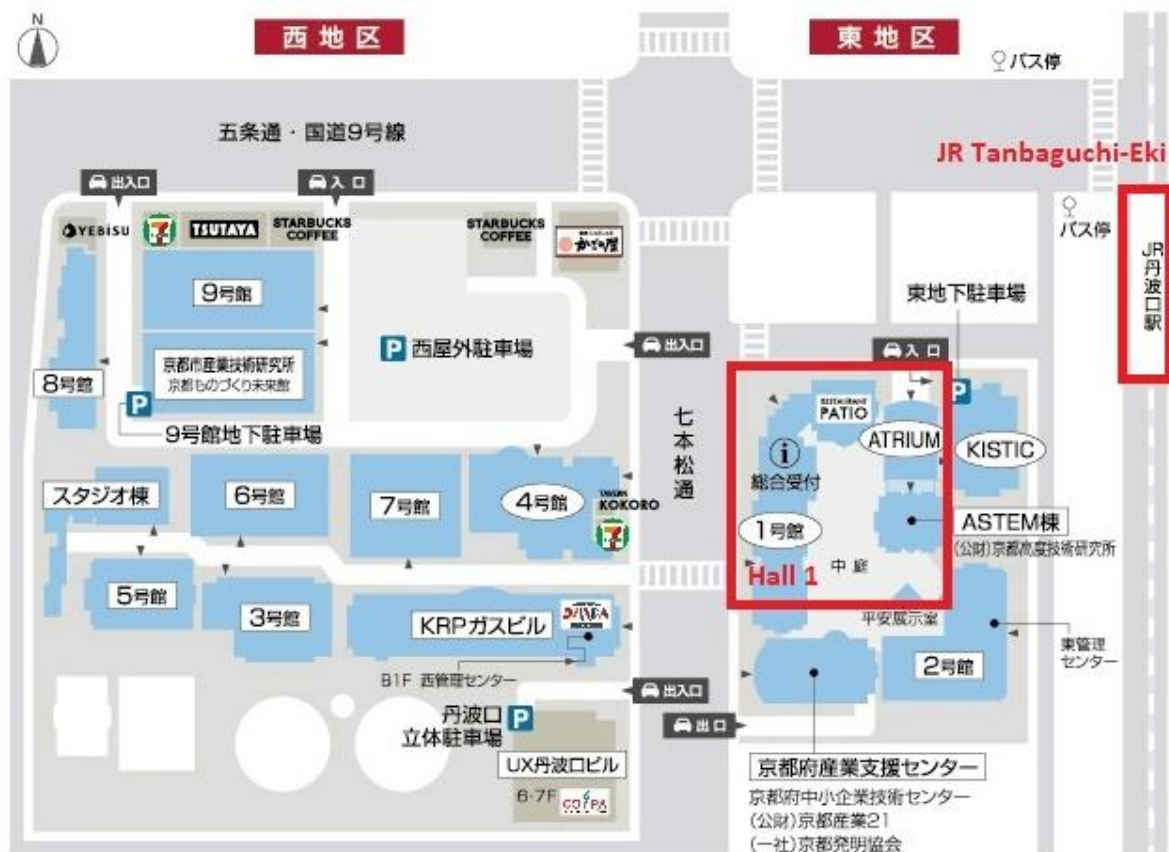 N
西地区
東地区
バス停
五条通・国道9号線
JR Tanbaguchi-Eki
出入口
入口
YEBISU
7
TSUTAYA
STARBUCKS
COFFEE
STARBUCKS
COFFEE
かごの屋
バス停
JR丹波口駅
9号館
東地下駐車場
P 西屋外駐車場
出入口
入口
京都市産業技術研究所
京都ものづくり未来館
8号館
P
P
9号館地下駐車場
七本松通
RESTAURANT
PATIO
ATRIUM
KISTIC
i
総合受付
スタジオ棟
6号館
7号館
4号館
KOKORO
7
1号館
ASTEM棟
(公財)京都高度技術研究所
Hall 1
中庭
5号館
3号館
KRPガスビル
平安展示室
2号館
東管理
センター
B1F 西管理センター
出入口
丹波口
立体駐車場
P
出口
UX丹波口ビル
6·7F
京都府産業支援センター
京都府中小企業技術センター
(公財)京都産業21
(一社)京都発明協会